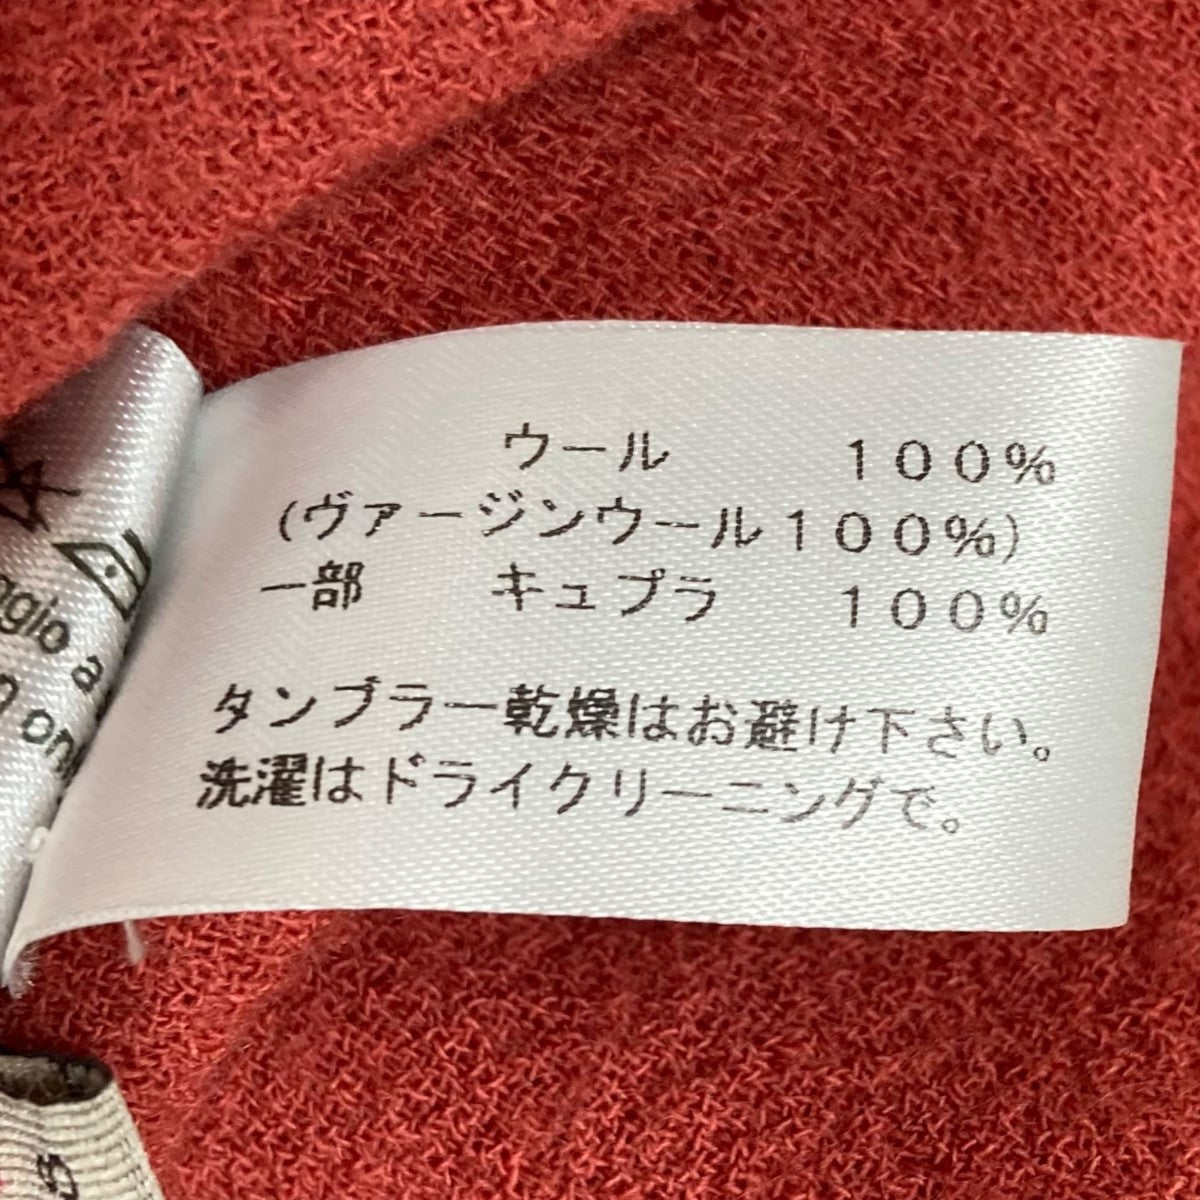 ウール 100%
(ヴァージンウール100%)
一部 キュプラ 100%
タンブラー乾燥はお避け下さい。
洗濯はドライクリーニングで。